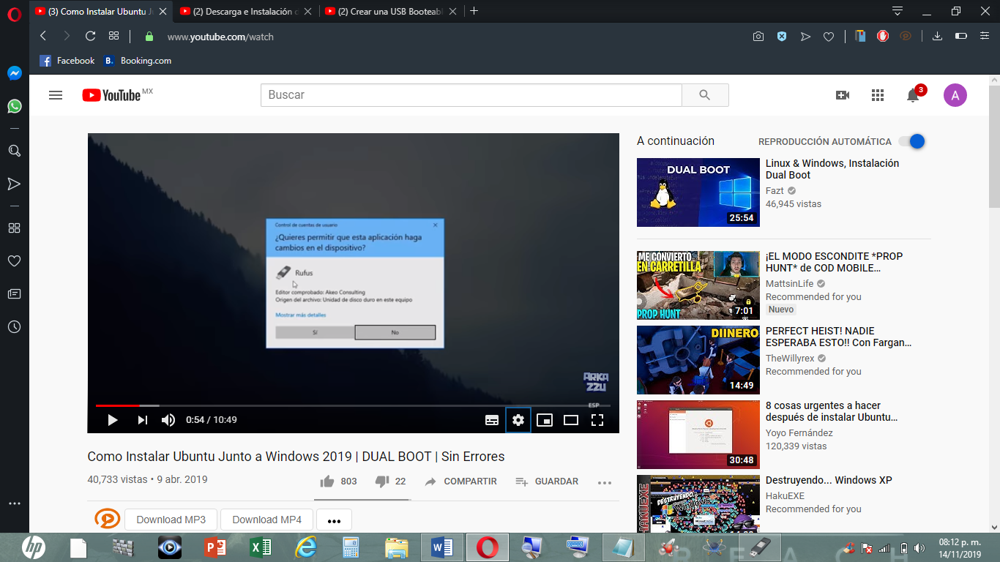 (3) Como Instalar Ubuntu J
(2) Descarga e Instalación
(2) Crear una USB Booteabl
www.youtube.com/watch
Facebook
Booking.com
YouTube MX
Buscar
3
A
A continuación
REPRODUCCIÓN AUTOMÁTICA
DUAL BOOT
25:54
Linux & Windows, Instalación
Dual Boot
Fazt
46,945 vistas
Control de cuentas de usuario
¿Quieres permitir que esta aplicación haga
cambios en el dispositivo?
Rufus
Editor comprobado: Akeo Consulting
Origen del archivo: Unidad de disco duro en este equipo
Mostrar más detalles
Sí
No
ARKA
ZZU
ESP
0:54 / 10:49
ME CONVIERTO
EN CARRETILLA
PROP HUNT
7:01
¡EL MODO ESCONDITE *PROP
HUNT* de COD MOBILE...
MattsinLife
Recommended for you
Nuevo
DIINERO
14:49
PERFECT HEIST! NADIE
ESPERABA ESTO!! Con Fargan...
TheWillyrex
Recommended for you
30:48
8 cosas urgentes a hacer
después de instalar Ubuntu...
Yoyo Fernández
120,339 vistas
DESTRUYENDO...
Windows
HAKUEXE
Destruyendo... Windows XP
HakuEXE
Recommended for you
Como Instalar Ubuntu Junto a Windows 2019 | DUAL BOOT | Sin Errores
40,733 vistas • 9 abr. 2019
803
22
COMPARTIR
GUARDAR
Download MP3
Download MP4
hp
08:12 p. m.
14/11/2019